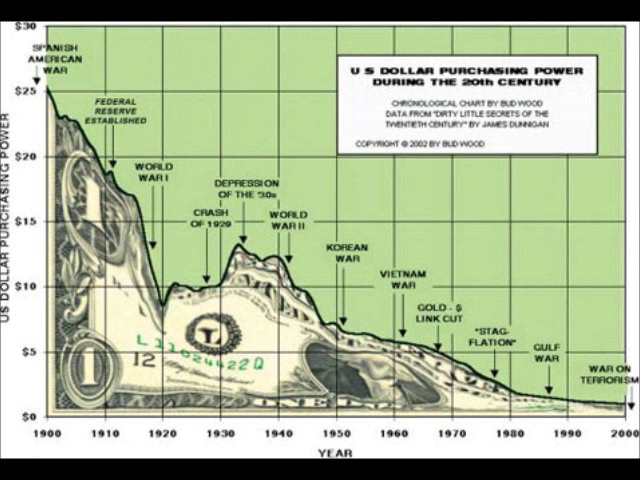 $30
SPANISH
AMERICAN
WAR
U S DOLLAR PURCHASING POWER
DURING THE 20th CENTURY
CHRONOLOGICAL CHART BY BUD WOOD
DATA FROM "DIRTY LITTLE SECRETS OF THE
TWENTIETH CENTURY" BY JAMES DUNNIGAN
COPYRIGHT © 2002 BY BUD WOOD
$25
FEDERAL
RESERVE
ESTABLISHED
US DOLLAR PURCHASING POWER
$20
WORLD
WAR I
DEPRESSION
OF THE '30s
CRASH
OF 1929
WORLD
WAR II
$15
KOREAN
WAR
VIETNAM
WAR
$10
GOLD - $
LINK CUT
"STAG-
FLATION"
GULF
WAR
WAR ON
TERRORISM
$5
L11024422Q
12
1
1
L
ONE
$0
1900 1910 1920 1930 1940 1950 1960 1970 1980 1990 2000
YEAR